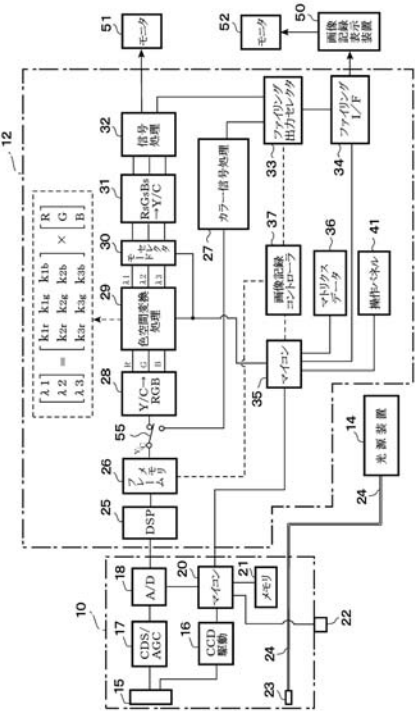 12
[λ1 λ2 λ3] = [k1r k1g k1b k2r k2g k2b k3r k3g k3b] × [R G B]
10
15
17
CDS/
AGC
18
A/D
25
DSP
26
フレーム
メモリ
55
Y/C
28
Y/C→
RGB
R
G
B
29
色空間変換
処理
λ1
λ2
λ3
30
モード
セレクタ
31
RsGsBs
→Y/C
32
信号
処理
51
モニタ
16
CCD
駆動
20
マイコン
21
メモリ
22
23
24
24
14
光源装置
27
カラー信号処理
33
ファイリング
出力セレクタ
34
ファイリング
I/F
35
マイコン
36
マトリクス
データ
37
画像記録
コントローラ
41
操作パネル
50
画像
記録
表示
装置
52
モニタ